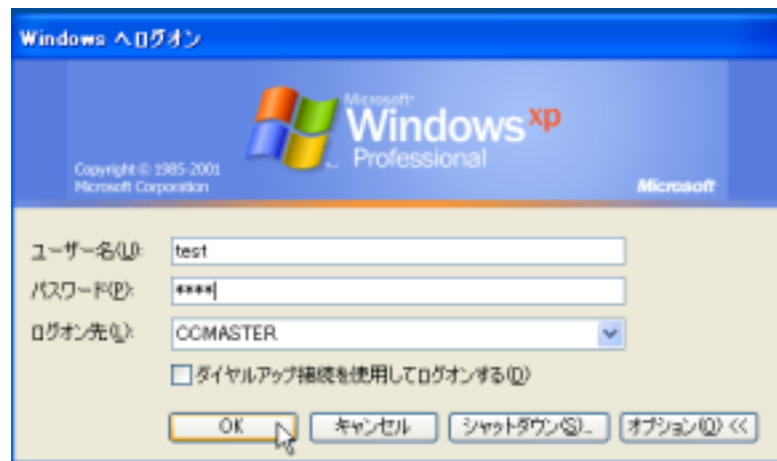 Windows へログオン
Microsoft
Windows xp
Professional
Copyright © 1985-2001
Microsoft Corporation
Microsoft
ユーザー名(U): test
パスワード(P): ****
ログオン先(L): CCMASTER
ダイヤルアップ接続を使用してログオンする(D)
OK キャンセル シャットダウン(S)... オプション(O) <<